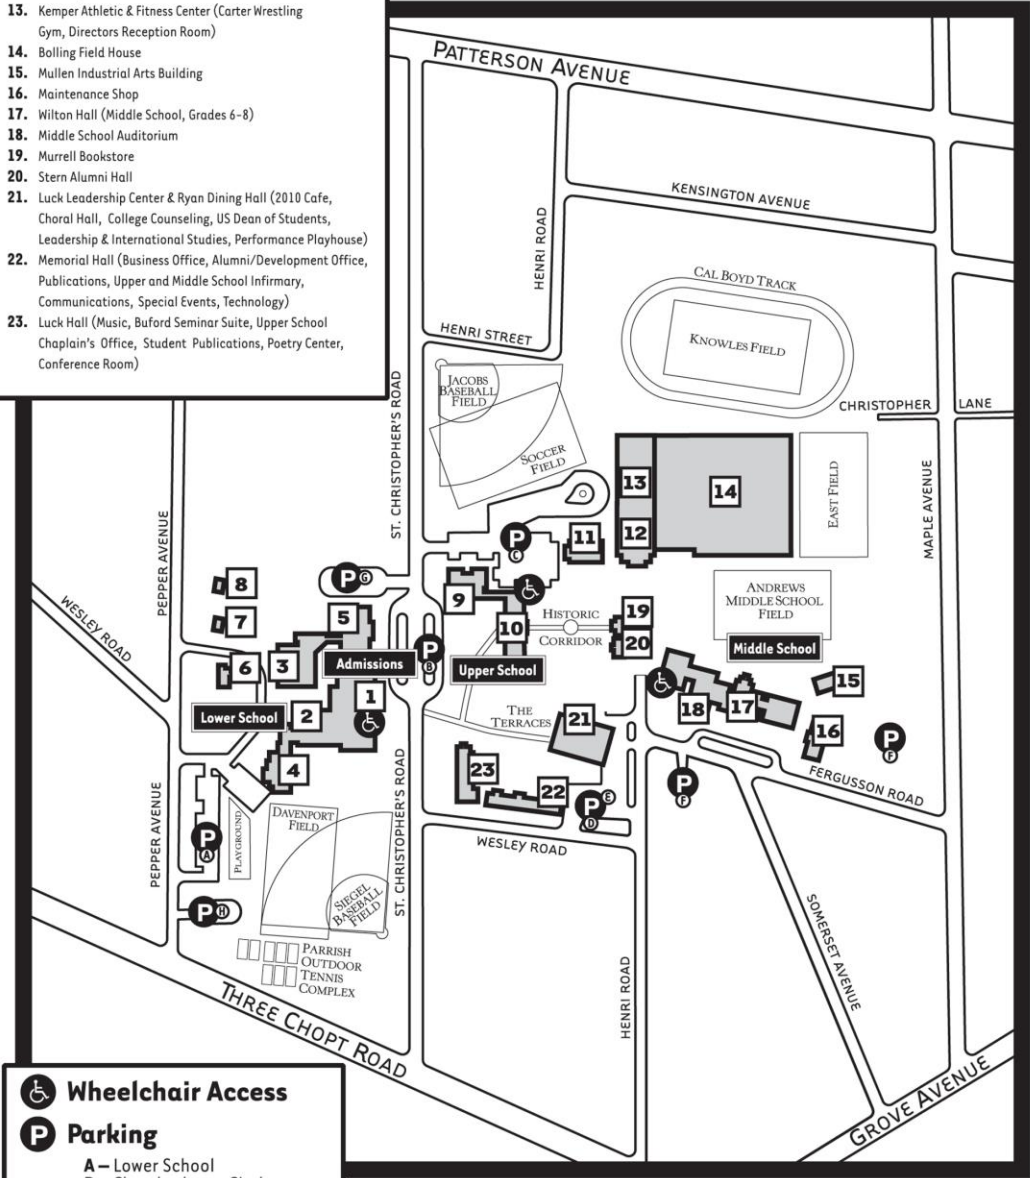 13. Kemper Athletic & Fitness Center (Carter Wrestling
Gym, Directors Reception Room)
14. Bolling Field House
15. Mullen Industrial Arts Building
16. Maintenance Shop
17. Wilton Hall (Middle School, Grades 6-8)
18. Middle School Auditorium
19. Murrell Bookstore
20. Stern Alumni Hall
21. Luck Leadership Center & Ryan Dining Hall (2010 Cafe,
Choral Hall, College Counseling, US Dean of Students,
Leadership & International Studies, Performance Playhouse)
22. Memorial Hall (Business Office, Alumni/Development Office,
Publications, Upper and Middle School Infirmary,
Communications, Special Events, Technology)
23. Luck Hall (Music, Buford Seminar Suite, Upper School
Chaplain's Office, Student Publications, Poetry Center,
Conference Room)
PATTERSON AVENUE
KENSINGTON AVENUE
HENRI ROAD
CAL BOYD TRACK
KNOWLES FIELD
HENRI STREET
JACOBS
BASEBALL
FIELD
SOCCER
FIELD
CHRISTOPHER LANE
ST. CHRISTOPHER'S ROAD
PEPPER AVENUE
WESLEY ROAD
13
14
12
11
EAST FIELD
MAPLE AVENUE
P C
P G
8
7
6
5
3
9
10
HISTORIC
CORRIDOR
19
20
ANDREWS
MIDDLE SCHOOL
FIELD
Middle School
Admissions
P B
Upper School
1
2
Lower School
4
THE
TERRACES
21
18
17
15
16
P F
P F
FERGUSSON ROAD
23
22
P E
D
WESLEY ROAD
PEPPER AVENUE
P A
PLAYGROUND
DAVENPORT
FIELD
SIEGEL
BASEBALL
FIELD
ST. CHRISTOPHER'S ROAD
P H
PARRISH
OUTDOOR
TENNIS
COMPLEX
THREE CHOPT ROAD
HENRI ROAD
SOMERSET AVENUE
GROVE AVENUE
Wheelchair Access
P Parking
A – Lower School